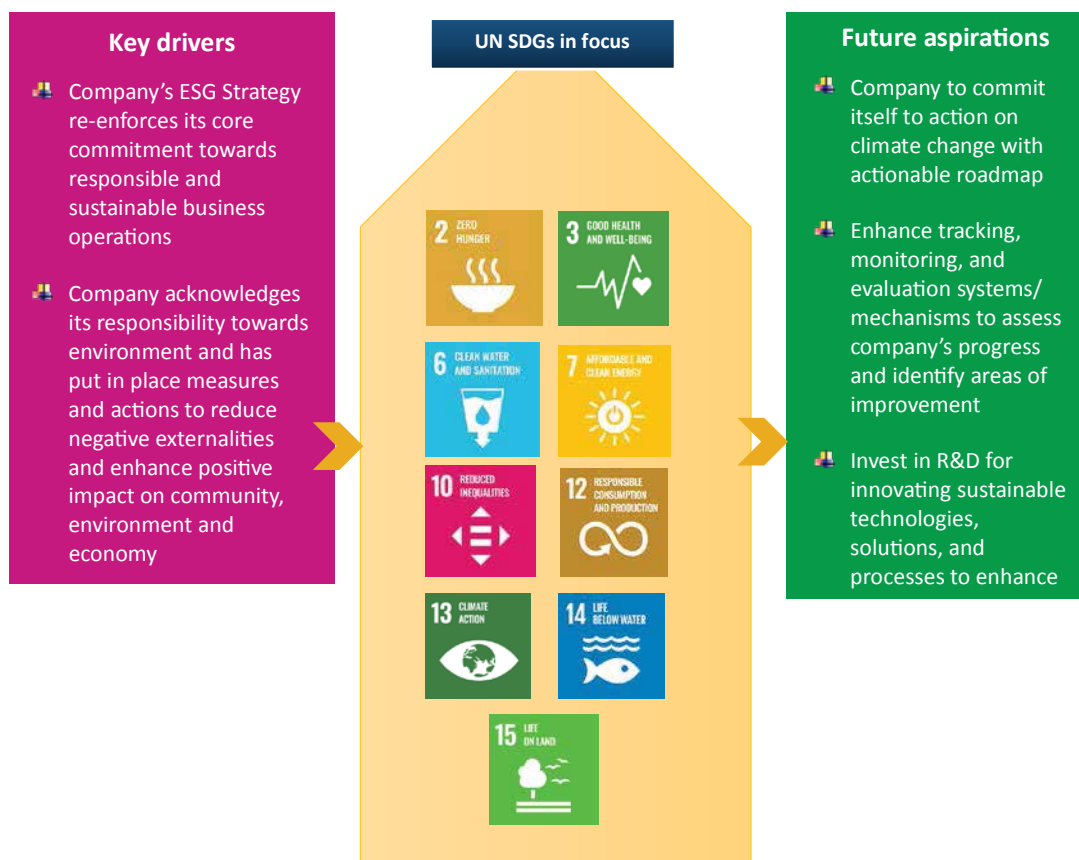 Key drivers
Company's ESG Strategy
re-enforces its core
commitment towards
responsible and
sustainable business
operations
Company acknowledges
its responsibility towards
environment and has
put in place measures
and actions to reduce
negative externalities
and enhance positive
impact on community,
environment and
economy
UN SDGs in focus
2 ZERO
HUNGER
3 GOOD HEALTH
AND WELL-BEING
6 CLEAN WATER
AND SANITATION
7 AFFORDABLE AND
CLEAN ENERGY
10 REDUCED
INEQUALITIES
12 RESPONSIBLE
CONSUMPTION
AND PRODUCTION
13 CLIMATE
ACTION
14 LIFE
BELOW WATER
15 LIFE
ON LAND
Future aspirations
Company to commit
itself to action on
climate change with
actionable roadmap
Enhance tracking,
monitoring, and
evaluation systems/
mechanisms to assess
company's progress
and identify areas of
improvement
Invest in R&D for
innovating sustainable
technologies,
solutions, and
processes to enhance